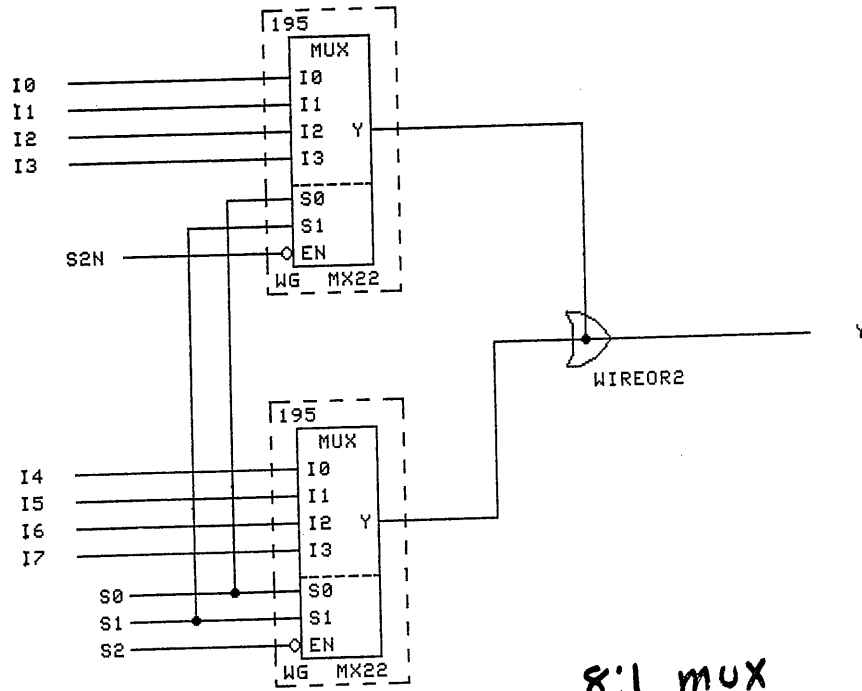 195
MUX
I0
I1
I2
I3
I0
I1
I2
I3
Y
S0
S1
EN
S2N
WG MX22
Y
WIREOR2
195
MUX
I4
I5
I6
I7
I0
I1
I2
I3
Y
S0
S1
S2
S0
S1
EN
WG MX22
8:1 mux